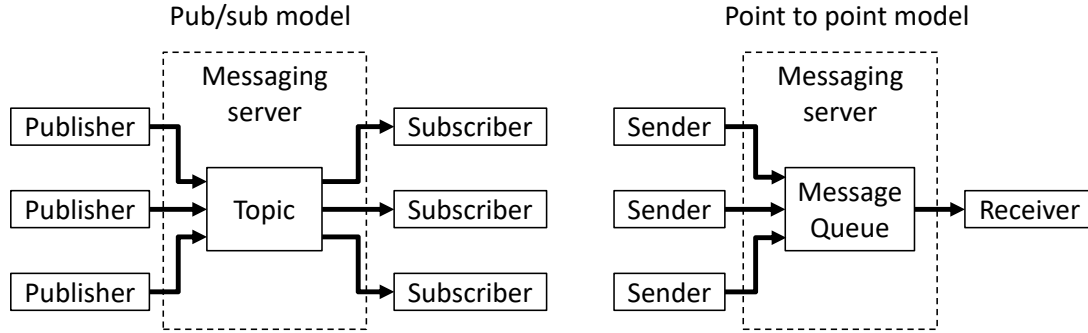 Pub/sub model
Messaging
server
Publisher
Publisher
Publisher
Topic
Subscriber
Subscriber
Subscriber
Point to point model
Messaging
server
Sender
Sender
Sender
Message
Queue
Receiver